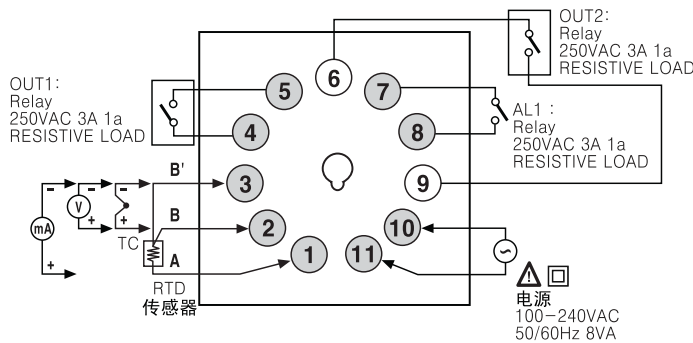 OUT1:
Relay
250VAC 3A 1a
RESISTIVE LOAD
OUT2:
Relay
250VAC 3A 1a
RESISTIVE LOAD
AL1 :
Relay
250VAC 3A 1a
RESISTIVE LOAD
6
5
7
4
8
3
9
2
10
1
11
B'
B
A
mA
-
+
V
-
+
-
+
TC
RTD
传感器
电源
100-240VAC
50/60Hz 8VA